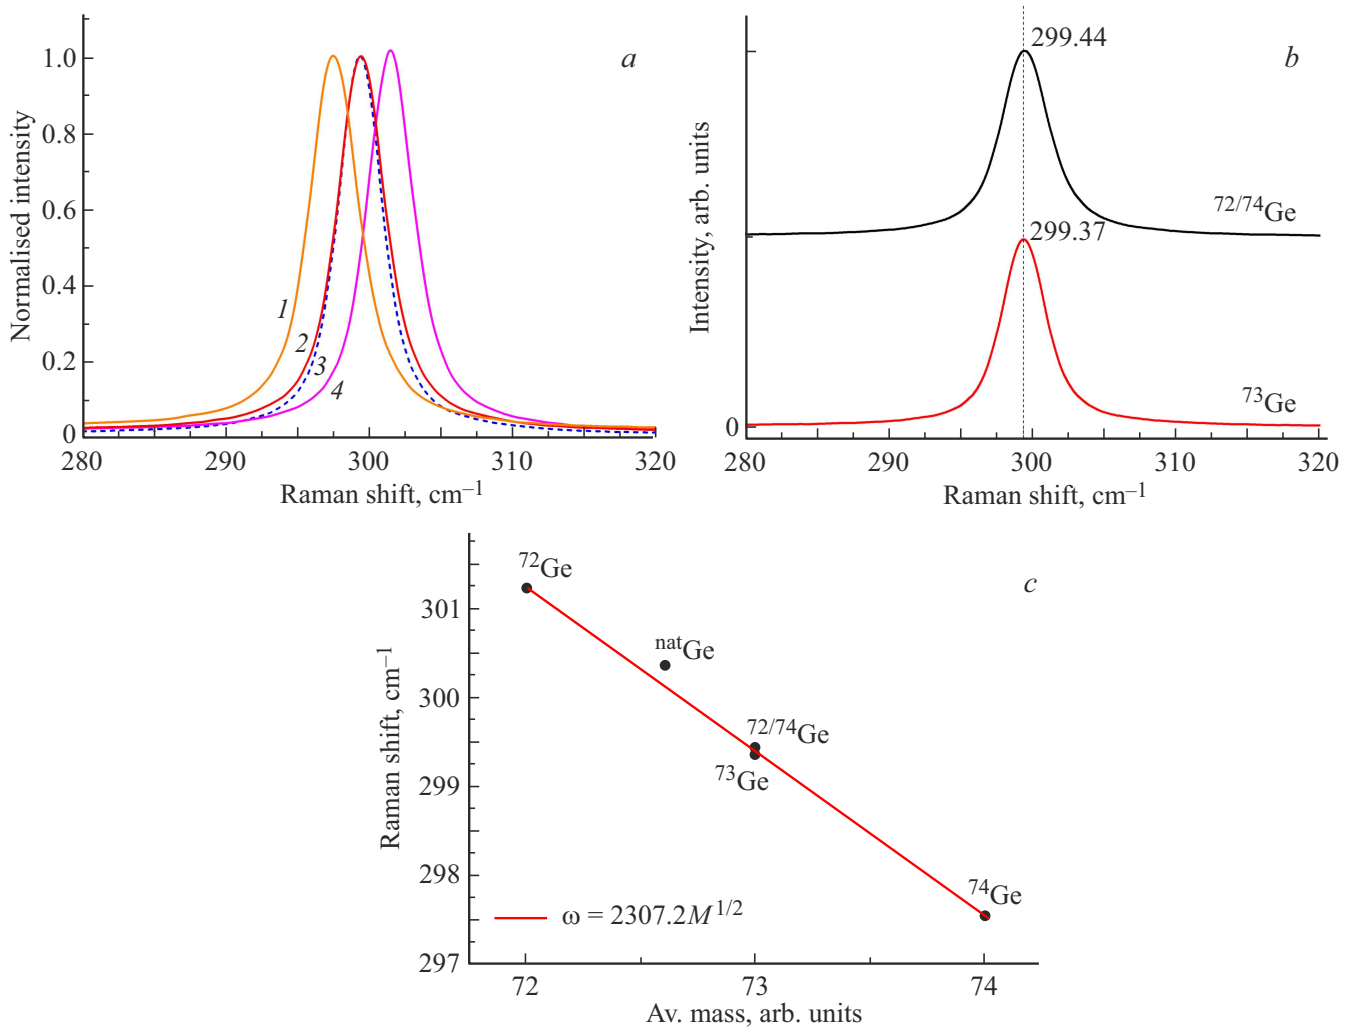 a
1.0
0.8
0.6
0.4
0.2
0
Normalised intensity
1
2
3
4
280
290
300
310
320
Raman shift, cm⁻¹
b
299.44
72/74Ge
299.37
73Ge
0
Intensity, arb. units
280
290
300
310
320
Raman shift, cm⁻¹
c
72Ge
natGe
72/74Ge
73Ge
74Ge
301
300
299
298
297
Raman shift, cm⁻¹
ω = 2307.2M^1/2
72
73
74
Av. mass, arb. units